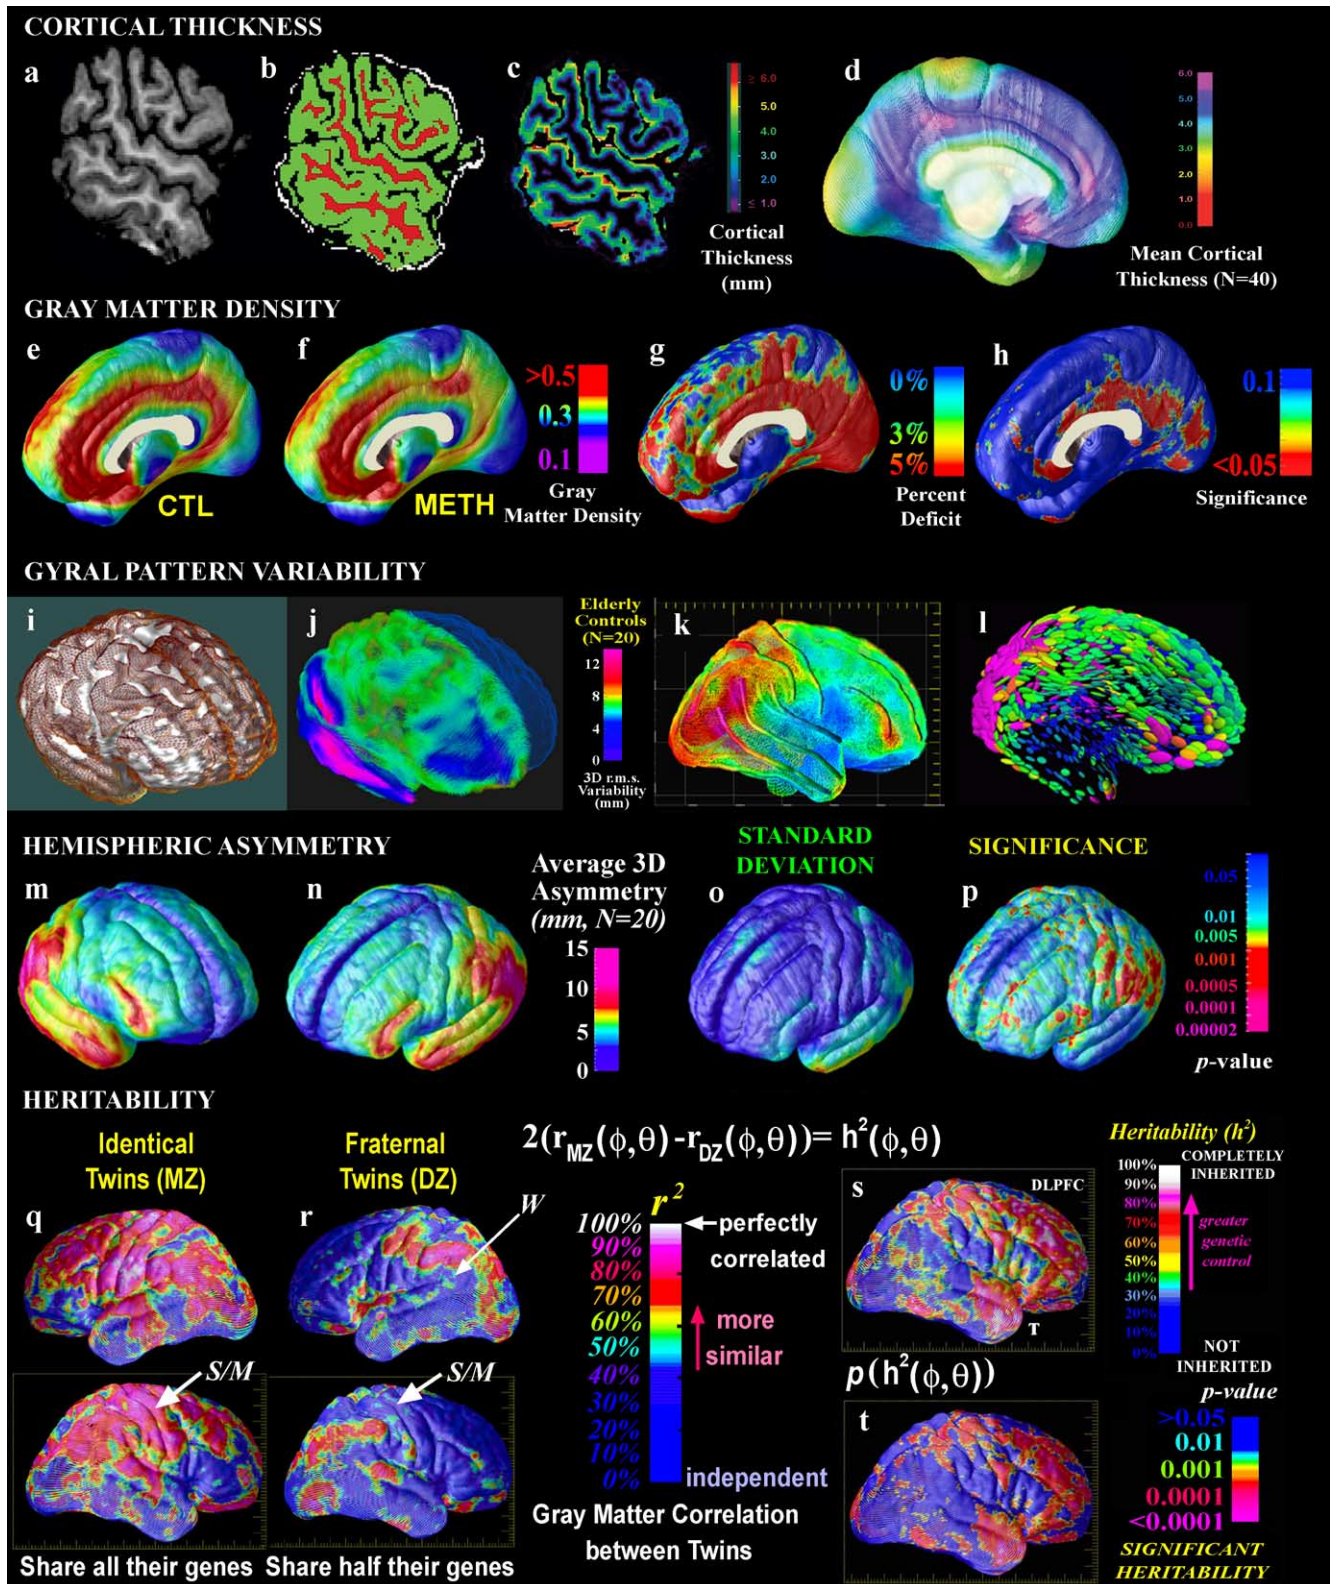 CORTICAL THICKNESS
a
b
c
≥ 6.0
5.0
4.0
3.0
2.0
≤ 1.0
Cortical
Thickness
(mm)
d
6.0
5.0
4.0
3.0
2.0
1.0
0.0
Mean Cortical
Thickness (N=40)
GRAY MATTER DENSITY
e
CTL
f
METH
>0.5
0.3
0.1
Gray
Matter Density
g
0%
3%
5%
Percent
Deficit
h
0.1
<0.05
Significance
GYRAL PATTERN VARIABILITY
i
j
Elderly
Controls
(N=20)
12
8
4
0
3D r.m.s.
Variability
(mm)
k
l
HEMISPHERIC ASYMMETRY
m
n
Average 3D
Asymmetry
(mm, N=20)
15
10
5
0
STANDARD
DEVIATION
o
SIGNIFICANCE
p
0.05
0.01
0.005
0.001
0.0005
0.0001
0.00002
p-value
HERITABILITY
Identical
Twins (MZ)
Fraternal
Twins (DZ)
2(rMZ(ϕ,θ)-rDZ(ϕ,θ))= h²(ϕ,θ)
q
r
W
S/M
S/M
Share all their genes
Share half their genes
r²
100%
90%
80%
70%
60%
50%
40%
30%
20%
10%
0%
perfectly
correlated
more
similar
independent
Gray Matter Correlation
between Twins
s
DLPFC
T
Heritability (h²)
100%
90%
80%
70%
60%
50%
40%
30%
20%
10%
0%
COMPLETELY
INHERITED
greater
genetic
control
NOT
INHERITED
p(h²(ϕ,θ))
t
p-value
>0.05
0.01
0.001
0.0001
<0.0001
SIGNIFICANT
HERITABILITY